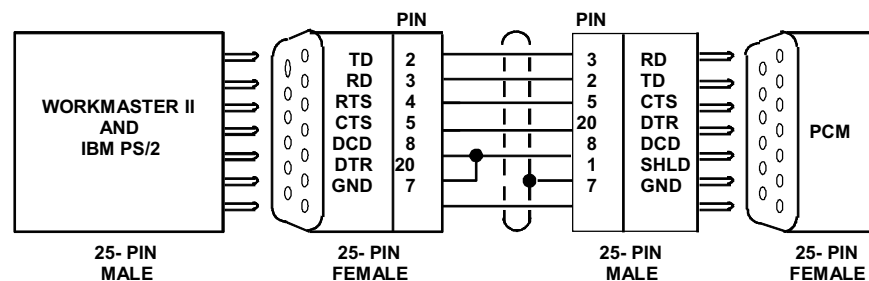 PIN PIN
TD 2 3 RD
RD 3 2 TD
WORKMASTER II RTS 4 5 CTS
AND CTS 5 20 DTR PCM
IBM PS/2 DCD 8 8 DCD
DTR 20 1 SHLD
GND 7 7 GND
25- PIN 25- PIN 25- PIN 25- PIN
MALE FEMALE MALE FEMALE